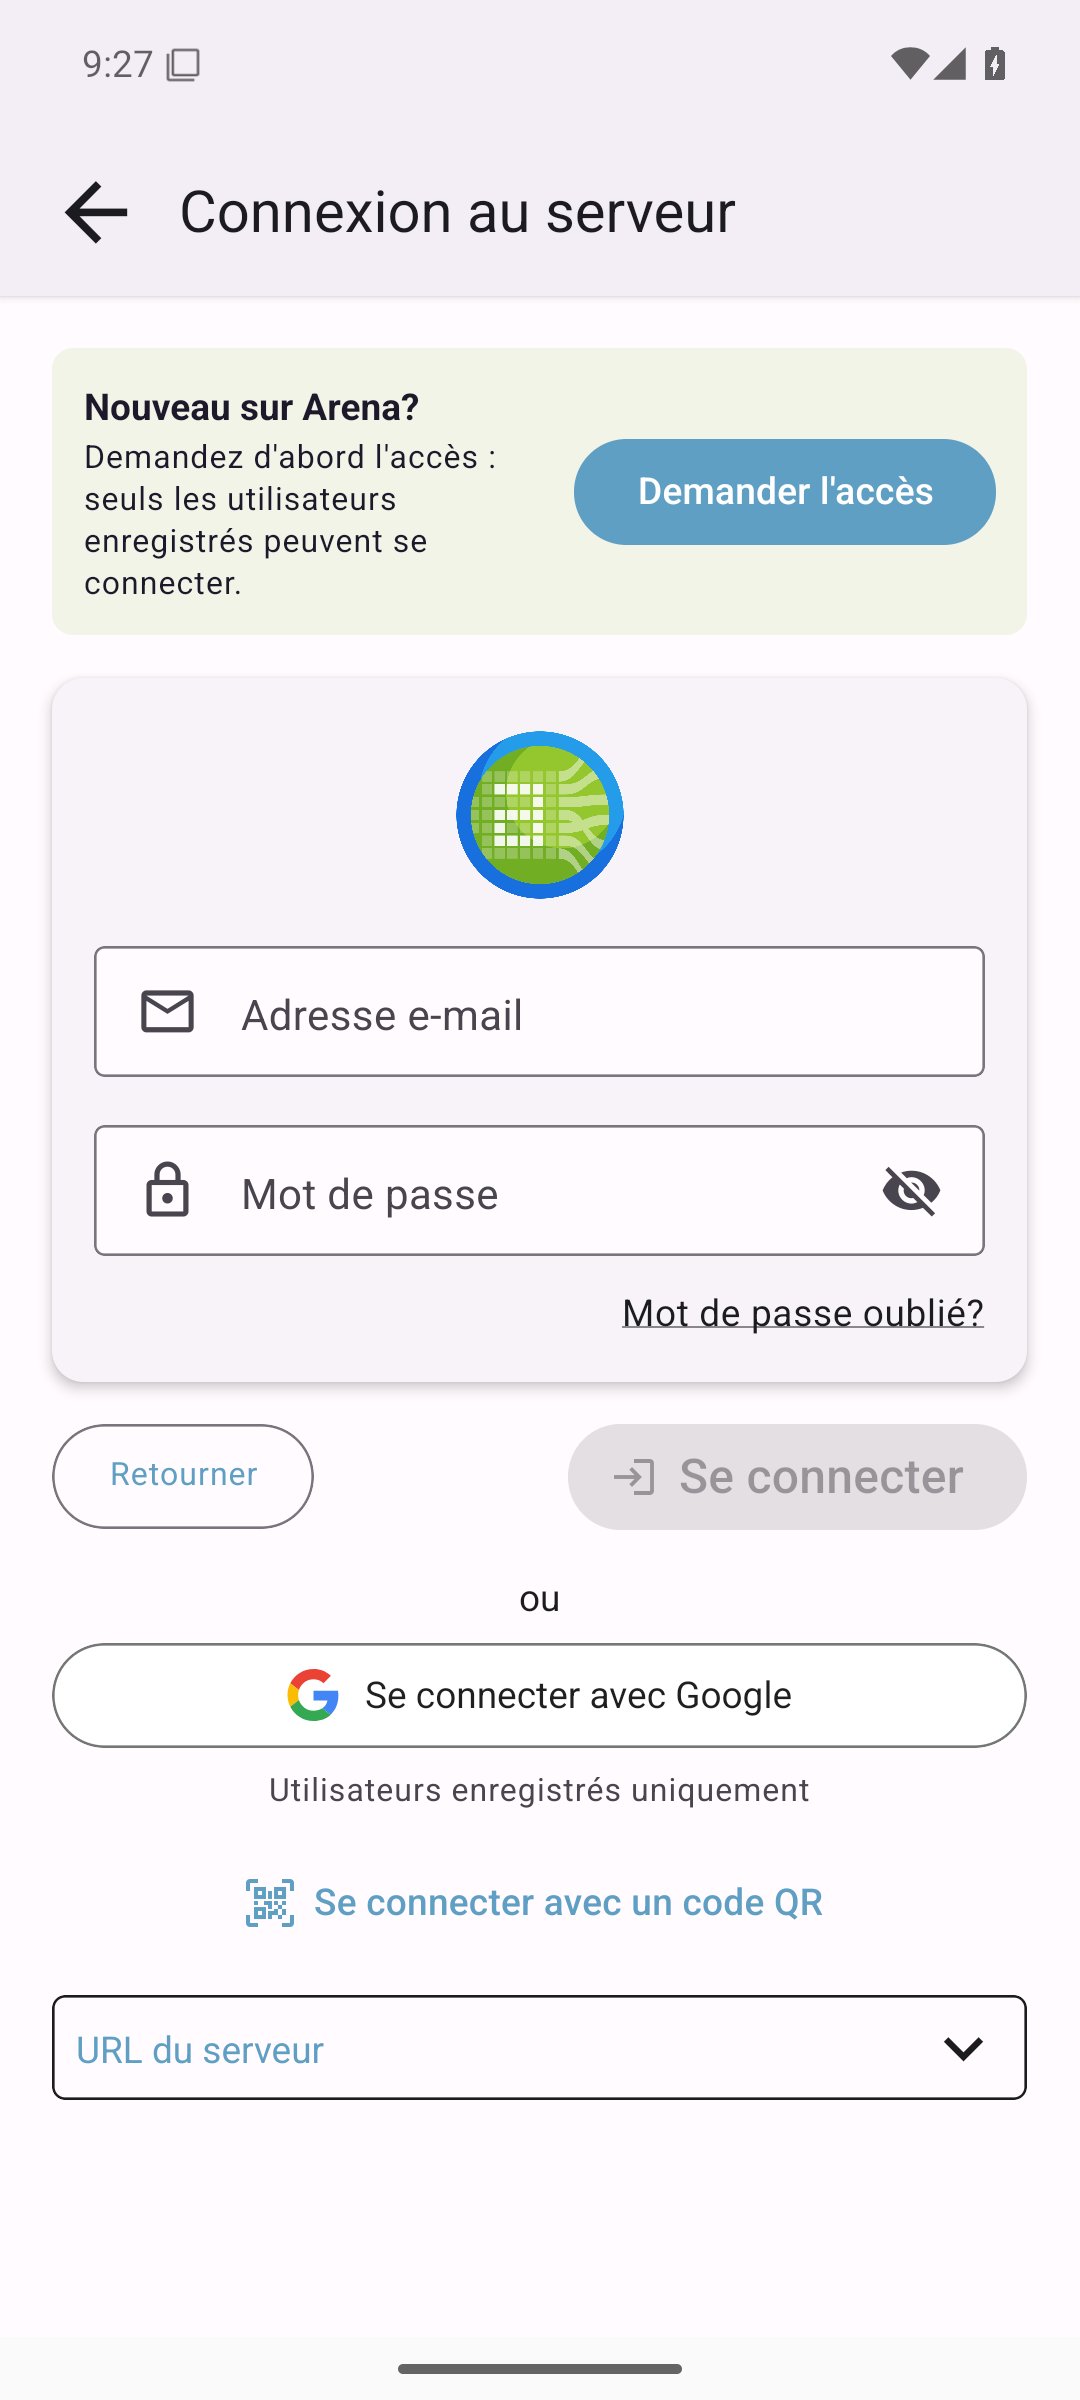 9:27
Connexion au serveur
Nouveau sur Arena?
Demandez d'abord l'accès :
seuls les utilisateurs
enregistrés peuvent se
connecter.
Demander l'accès
a
Adresse e-mail
Mot de passe
Mot de passe oublié?
Retourner
Se connecter
ou
Se connecter avec Google
Utilisateurs enregistrés uniquement
Se connecter avec un code QR
URL du serveur